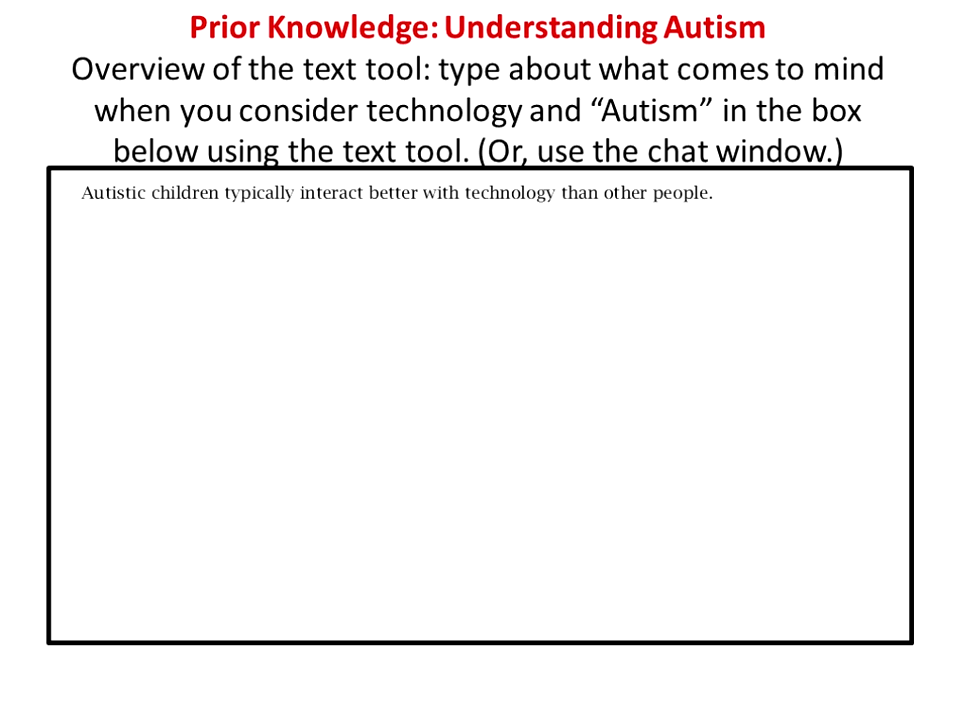 Prior Knowledge: Understanding Autism
Overview of the text tool: type about what comes to mind
when you consider technology and “Autism” in the box
below using the text tool. (Or, use the chat window.)
Autistic children typically interact better with technology than other people.